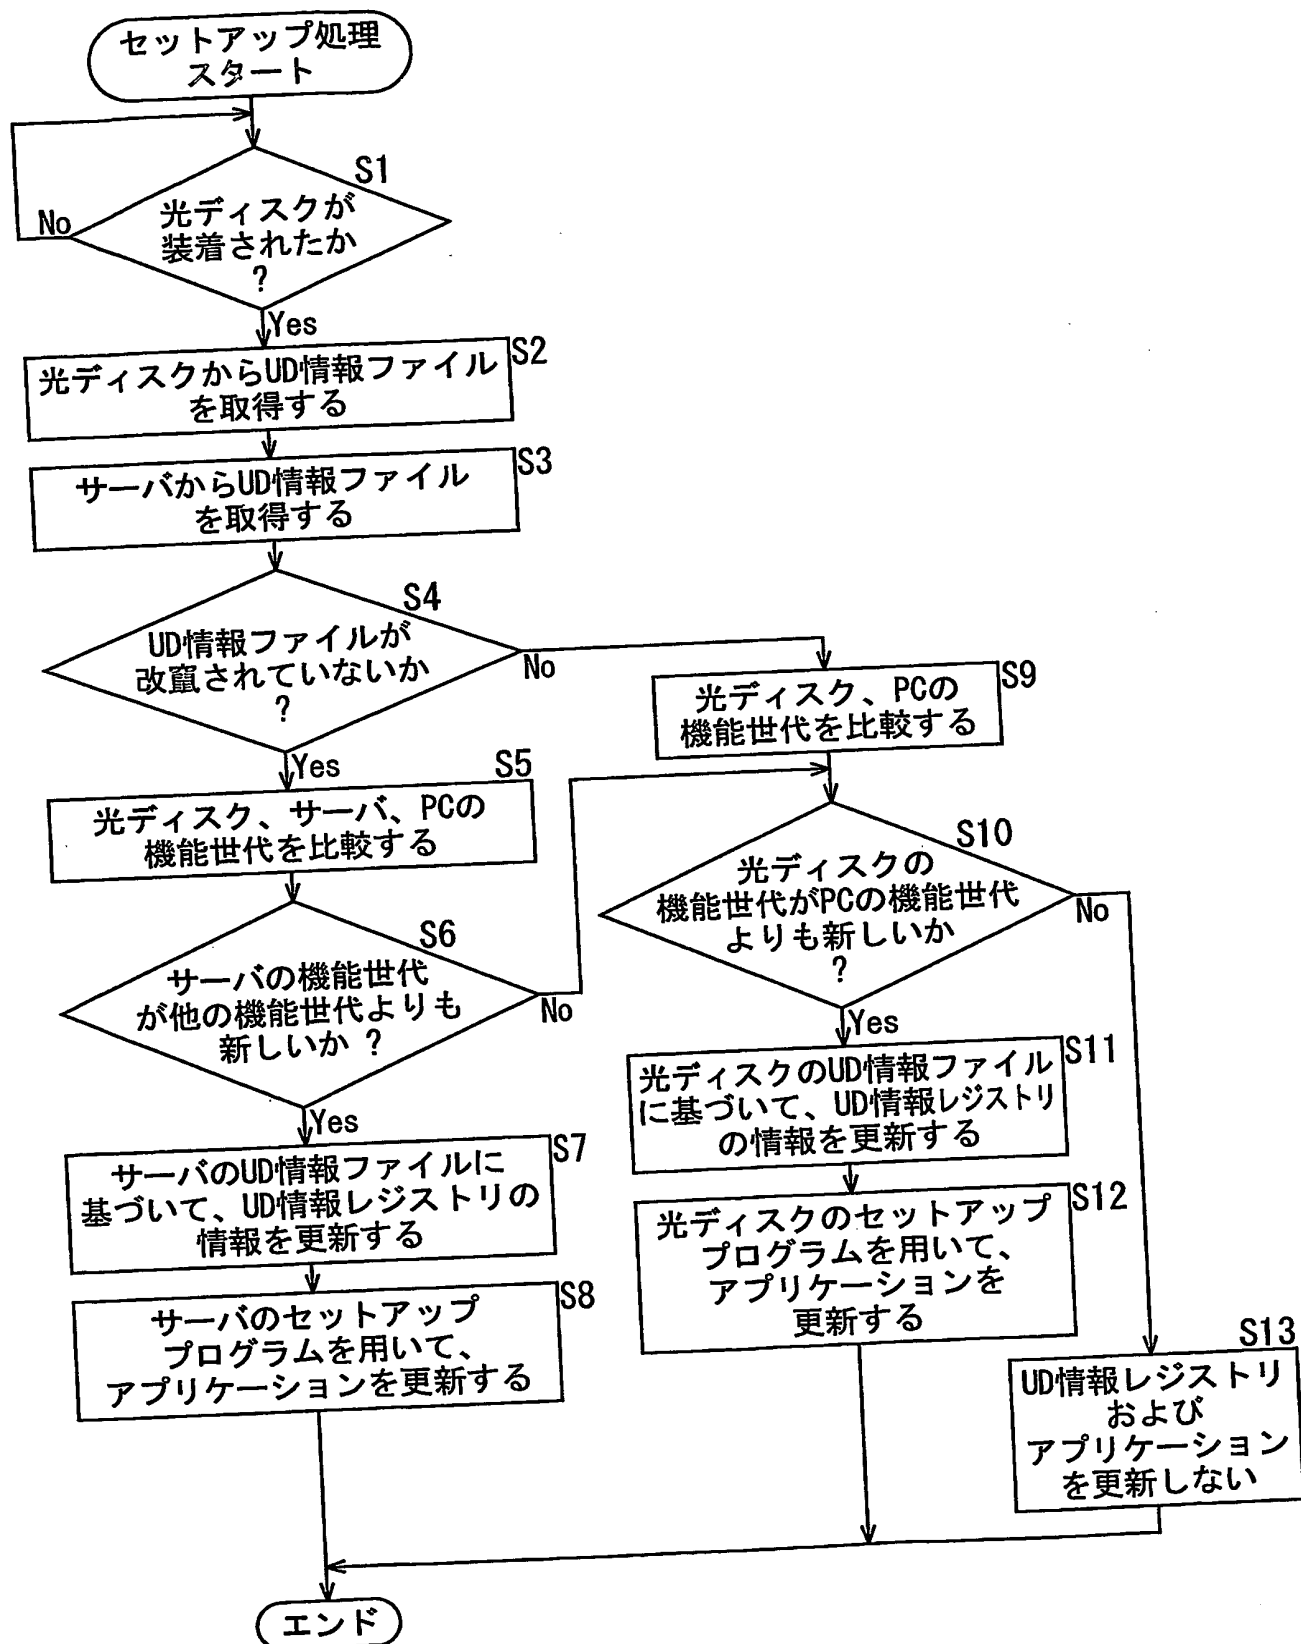 セットアップ処理
スタート
S1
光ディスクが
装着されたか
?
No
Yes
S2
光ディスクからUD情報ファイル
を取得する
S3
サーバからUD情報ファイル
を取得する
S4
UD情報ファイルが
改竄されていないか
?
No
Yes
S5
光ディスク、サーバ、PCの
機能世代を比較する
S6
サーバの機能世代
が他の機能世代よりも
新しいか ?
No
Yes
S7
サーバのUD情報ファイルに
基づいて、UD情報レジストリの
情報を更新する
S8
サーバのセットアップ
プログラムを用いて、
アプリケーションを更新する
S9
光ディスク、PCの
機能世代を比較する
S10
光ディスクの
機能世代がPCの機能世代
よりも新しいか
?
No
Yes
S11
光ディスクのUD情報ファイル
に基づいて、UD情報レジストリ
の情報を更新する
S12
光ディスクのセットアップ
プログラムを用いて、
アプリケーションを
更新する
S13
UD情報レジストリ
および
アプリケーション
を更新しない
エンド